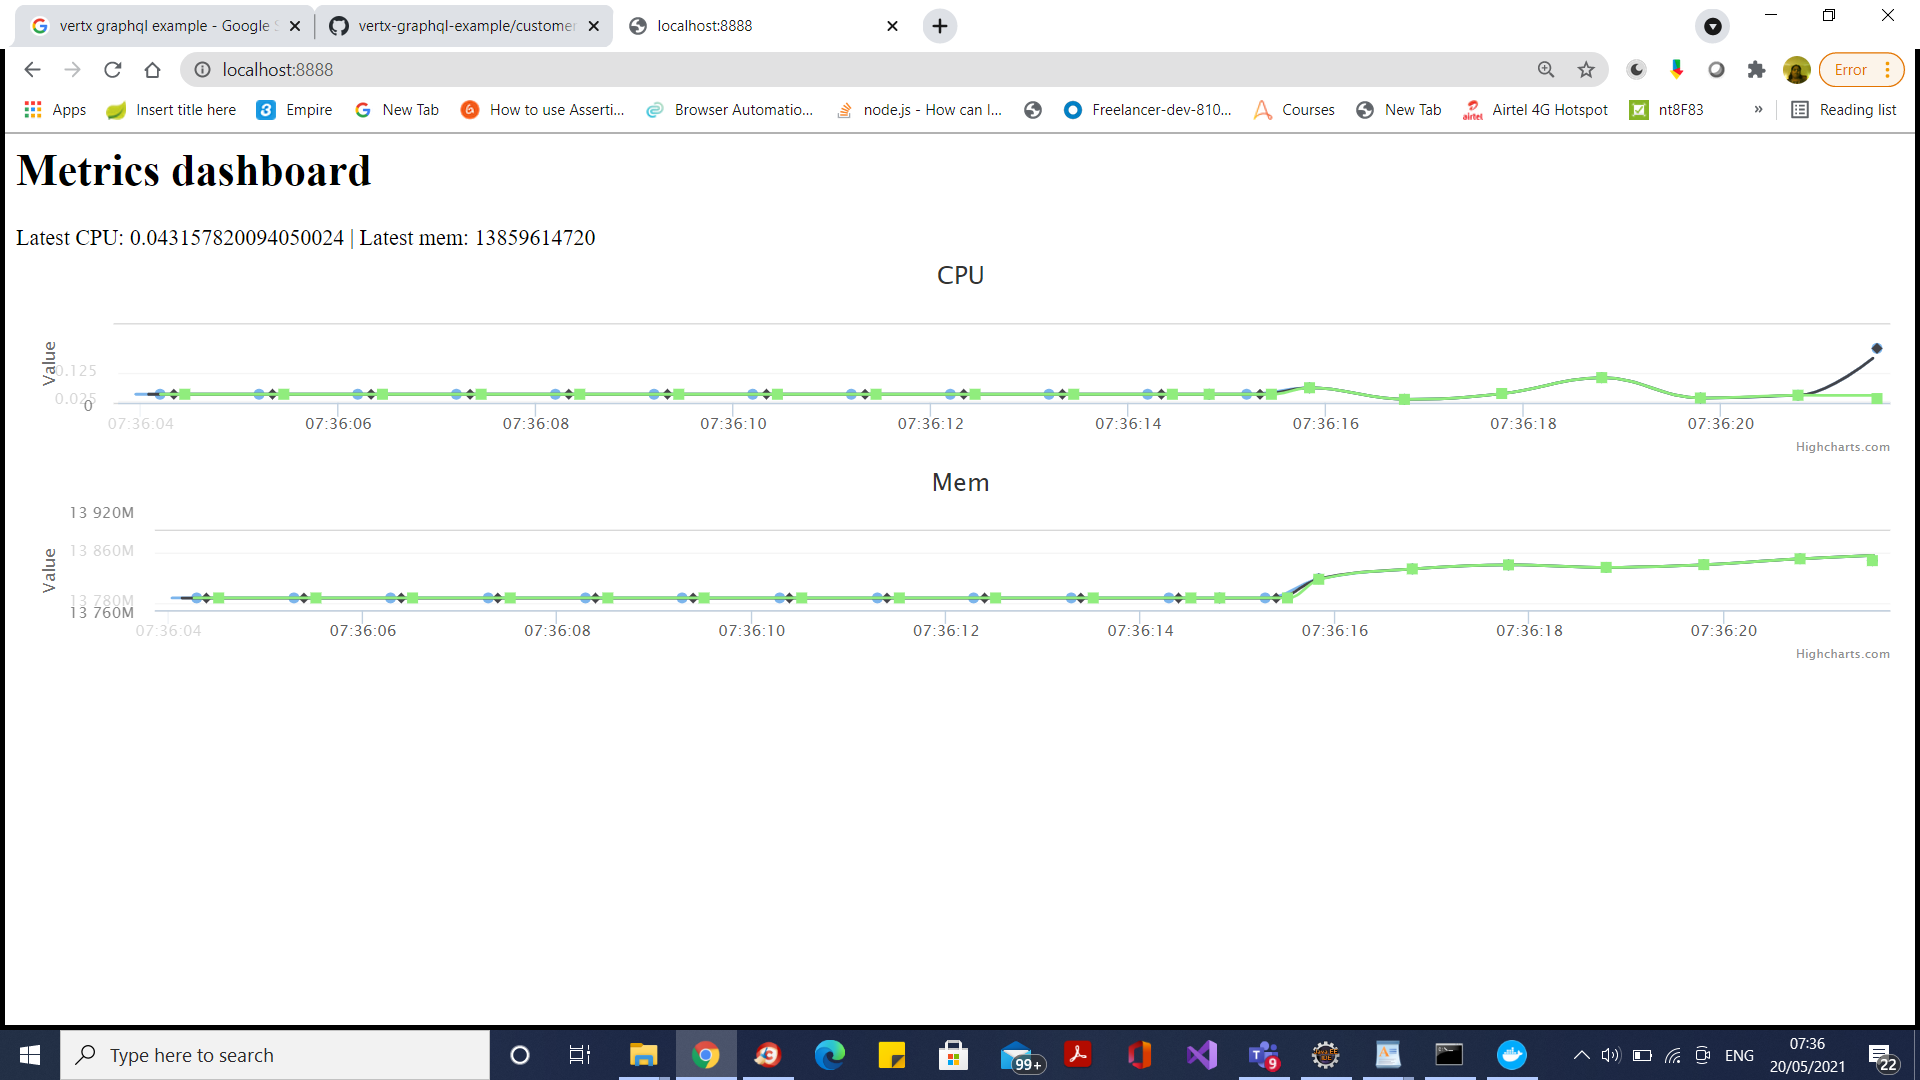 vertx graphql example - Google S
vertx-graphql-example/customer
localhost:8888
localhost:8888
Error
Apps
Insert title here
Empire
New Tab
How to use Asserti...
Browser Automatio...
node.js - How can I...
Freelancer-dev-810...
Courses
New Tab
Airtel 4G Hotspot
nt8F83
»
Reading list
Metrics dashboard
Latest CPU: 0.043157820094050024 | Latest mem: 13859614720
CPU
Value
0.125
0.025
0
07:36:04 07:36:06 07:36:08 07:36:10 07:36:12 07:36:14 07:36:16 07:36:18 07:36:20
Highcharts.com
Mem
Value
13 920M
13 860M
13 780M
13 760M
07:36:04 07:36:06 07:36:08 07:36:10 07:36:12 07:36:14 07:36:16 07:36:18 07:36:20
Highcharts.com
Type here to search
99+
9
ENG
07:36
20/05/2021
22